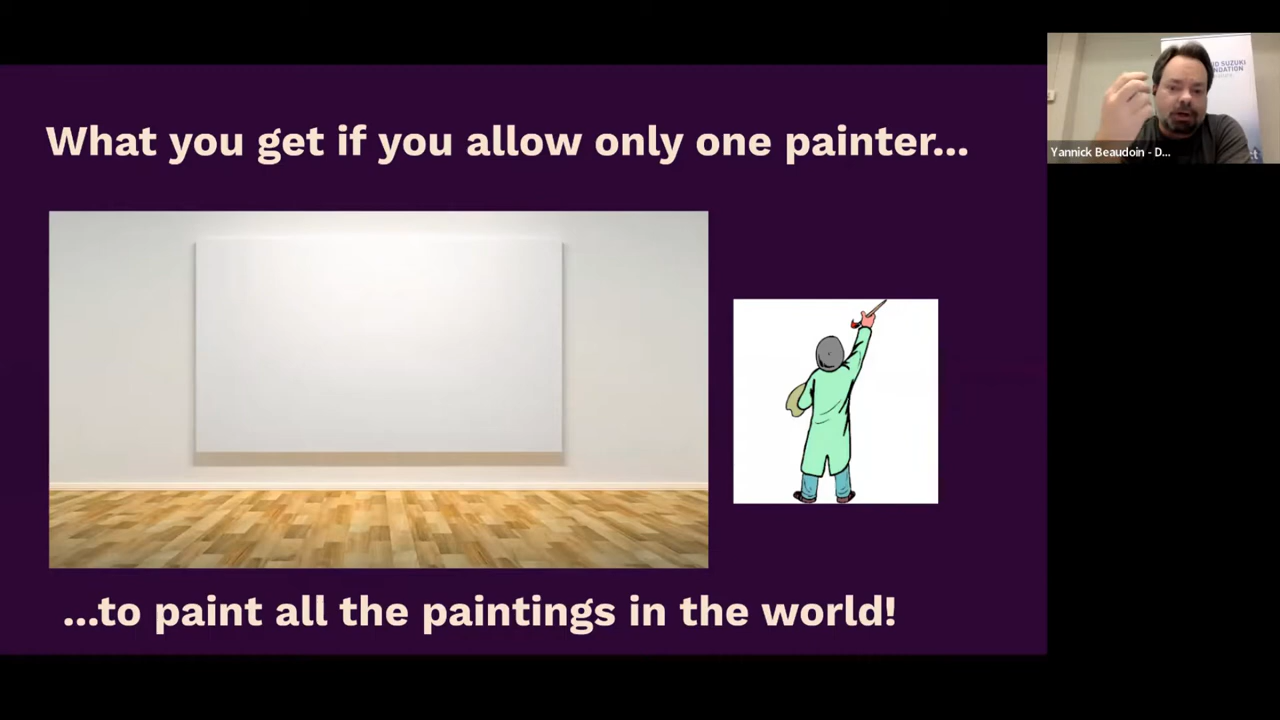 What you get if you allow only one painter...
...to paint all the paintings in the world!
SUZUKI
Yannick Beaudoin - D...